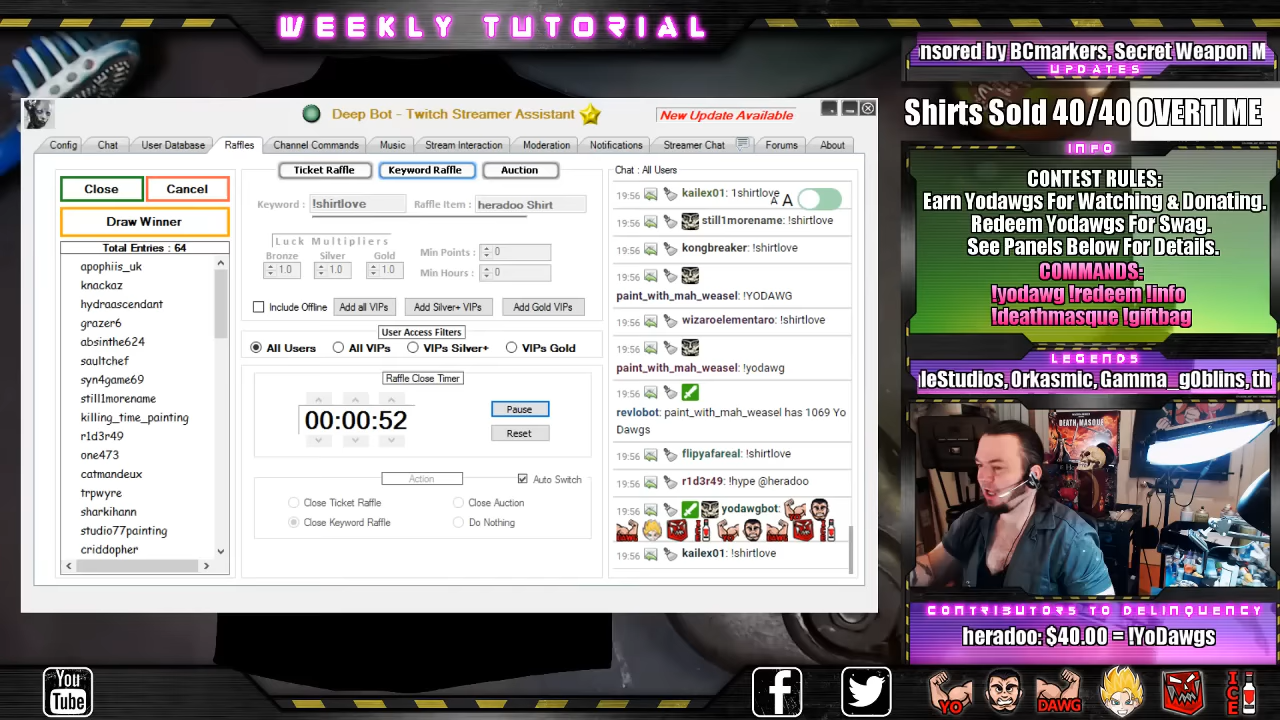 WEEKLY TUTORIAL
nsored by BCmarkers, Secret Weapon M
UPDATES
Shirts Sold 40/40 OVERTIME
INFO
CONTEST RULES:
Earn Yodawgs For Watching & Donating.
Redeem Yodawgs For Swag.
See Panels Below For Details.
COMMANDS:
!yodawg !redeem !info
!deathmasque !giftbag
LEGENDS
leStudios, Orkasmic, Gamma_g0blins, th
DEATH MASQUE
CONTRIBUTORS TO DELINQUENCY
heradoo: $40.00 = !YoDawgs
Deep Bot - Twitch Streamer Assistant
New Update Available
Config Chat User Database Raffles Channel Commands Music Stream Interaction Moderation Notifications Streamer Chat Forums About
Close Cancel
Draw Winner
Total Entries : 64
apophiis_uk
knackaz
hydraascendant
grazer6
absinthe624
saultchef
syn4game69
still1morename
killing_time_painting
r1d3r49
one473
catmandeux
trpwyre
sharkihann
studio77painting
criddopher
Ticket Raffle Keyword Raffle Auction
Keyword : !shirtlove Raffle Item : heradoo Shirt
Luck Multipliers
Bronze Silver Gold
1.0 1.0 1.0
Min Points : 0
Min Hours : 0
Include Offline Add all VIPs Add Silver+ VIPs Add Gold VIPs
User Access Filters
All Users All VIPs VIPs Silver+ VIPs Gold
Raffle Close Timer
00:00:52
Pause
Reset
Action Auto Switch
Close Ticket Raffle Close Auction
Close Keyword Raffle Do Nothing
Chat : All Users
A A
19:56 kailex01: 1shirtlove
19:56 still1morename: !shirtlove
19:56 kongbreaker: !shirtlove
19:56
paint_with_mah_weasel: !YODAWG
19:56 wizaroelementaro: !shirtlove
19:56
paint_with_mah_weasel: !yodawg
19:56
revlobot: paint_with_mah_weasel has 1069 Yo
Dawgs
19:56 flipyafareal: !shirtlove
19:56 r1d3r49: !hype @heradoo
19:56 yodawgbot:
19:56 kailex01: !shirtlove
You
Tube
YO
DAWG
ICE